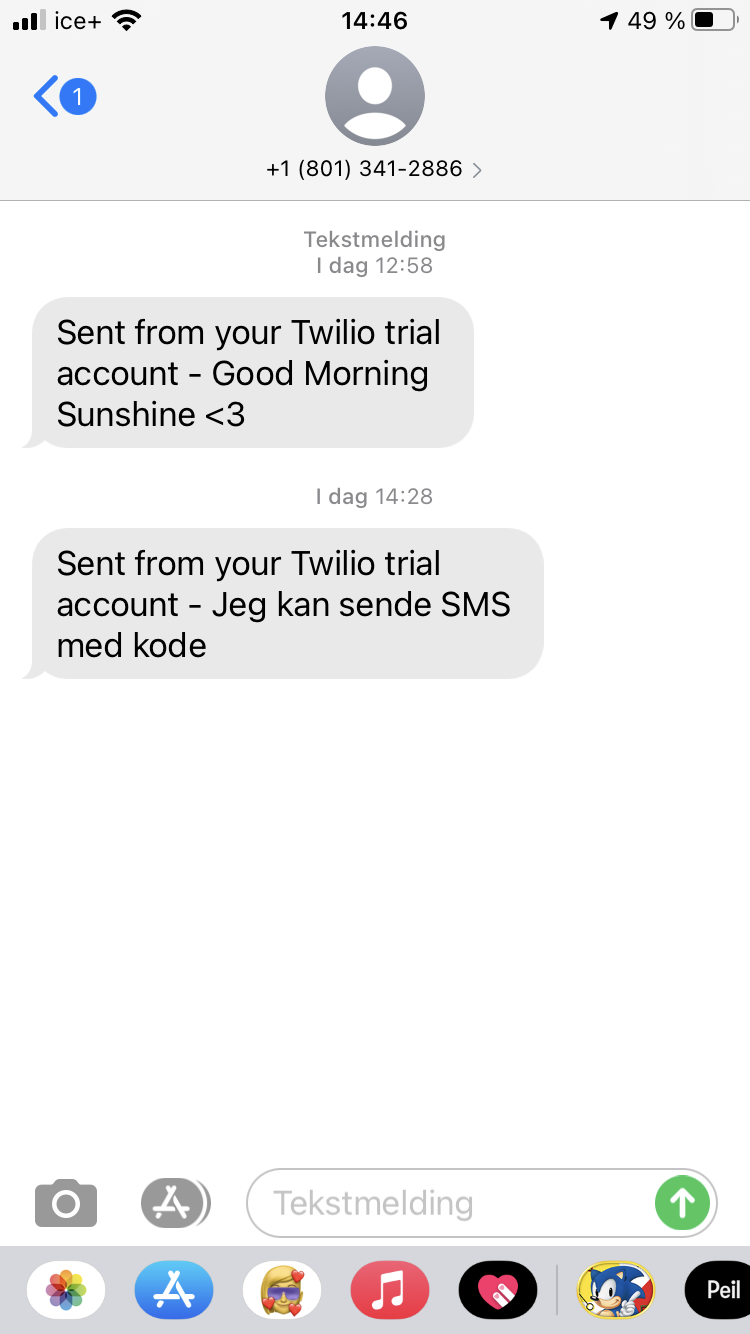 ice+ 14:46 49 %
1
+1 (801) 341-2886
Tekstmelding
I dag 12:58
Sent from your Twilio trial
account - Good Morning
Sunshine <3
I dag 14:28
Sent from your Twilio trial
account - Jeg kan sende SMS
med kode
Tekstmelding
Peil